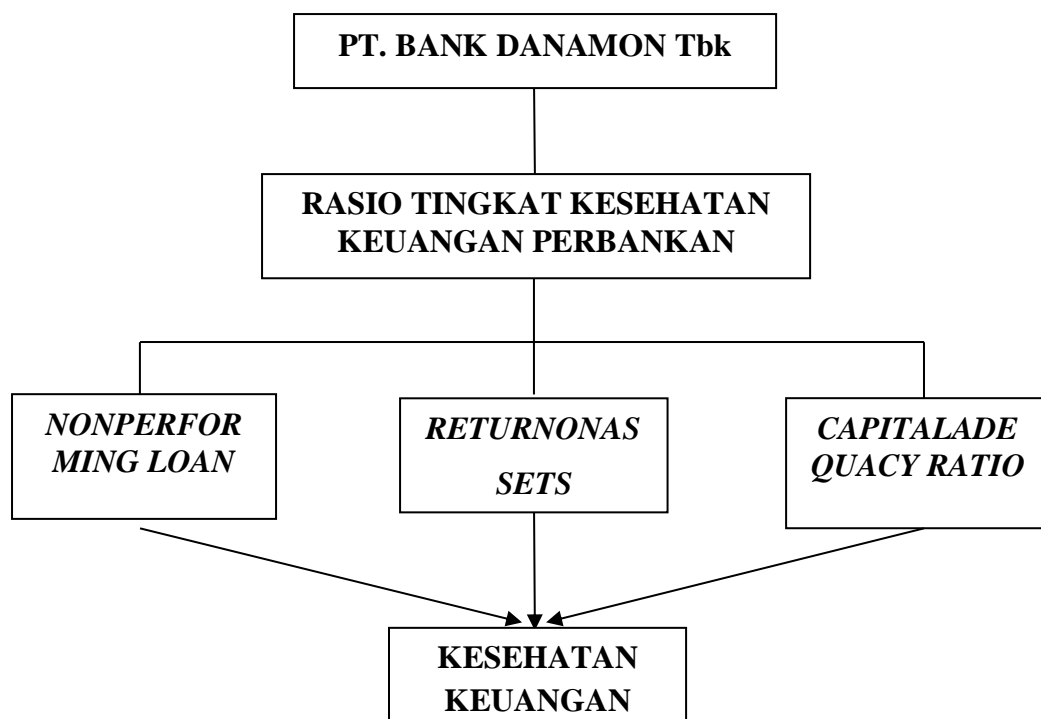 PT. BANK DANAMON Tbk
RASIO TINGKAT KESEHATAN
KEUANGAN PERBANKAN
NONPERFOR
MING LOAN
RETURNONAS
SETS
CAPITALADE
QUACY RATIO
KESEHATAN
KEUANGAN